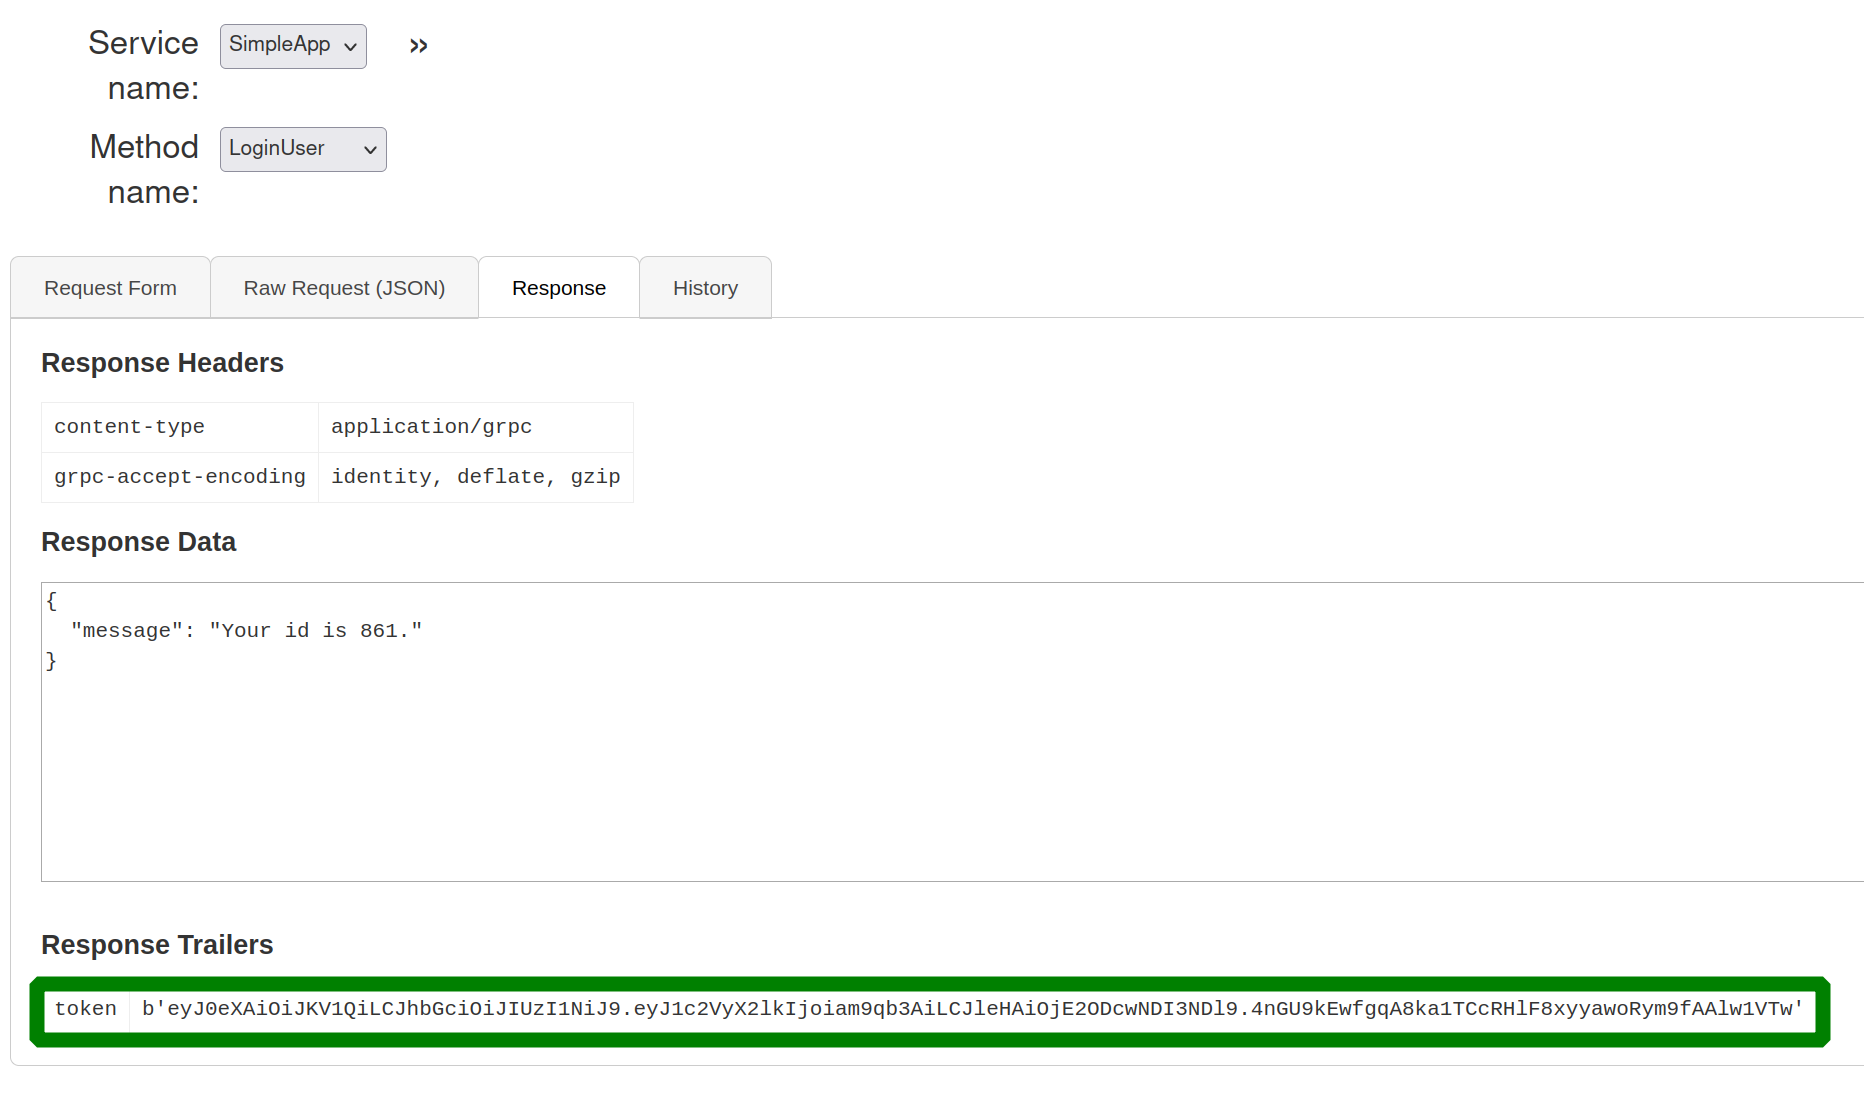 Service name:
SimpleApp
»
Method name:
LoginUser
Request Form
Raw Request (JSON)
Response
History
Response Headers
content-type application/grpc
grpc-accept-encoding identity, deflate, gzip
Response Data
{
"message": "Your id is 861."
}
Response Trailers
token b'eyJ0eXAiOiJKV1QiLCJhbGciOiJIUzI1NiJ9.eyJ1c2VyX2lkIjoiam9qb3AiLCJleHAiOjE2ODcwNDI3NDl9.4nGU9kEwfgqA8ka1TCcRHlF8xyyawoRym9fAAlw1VTw'